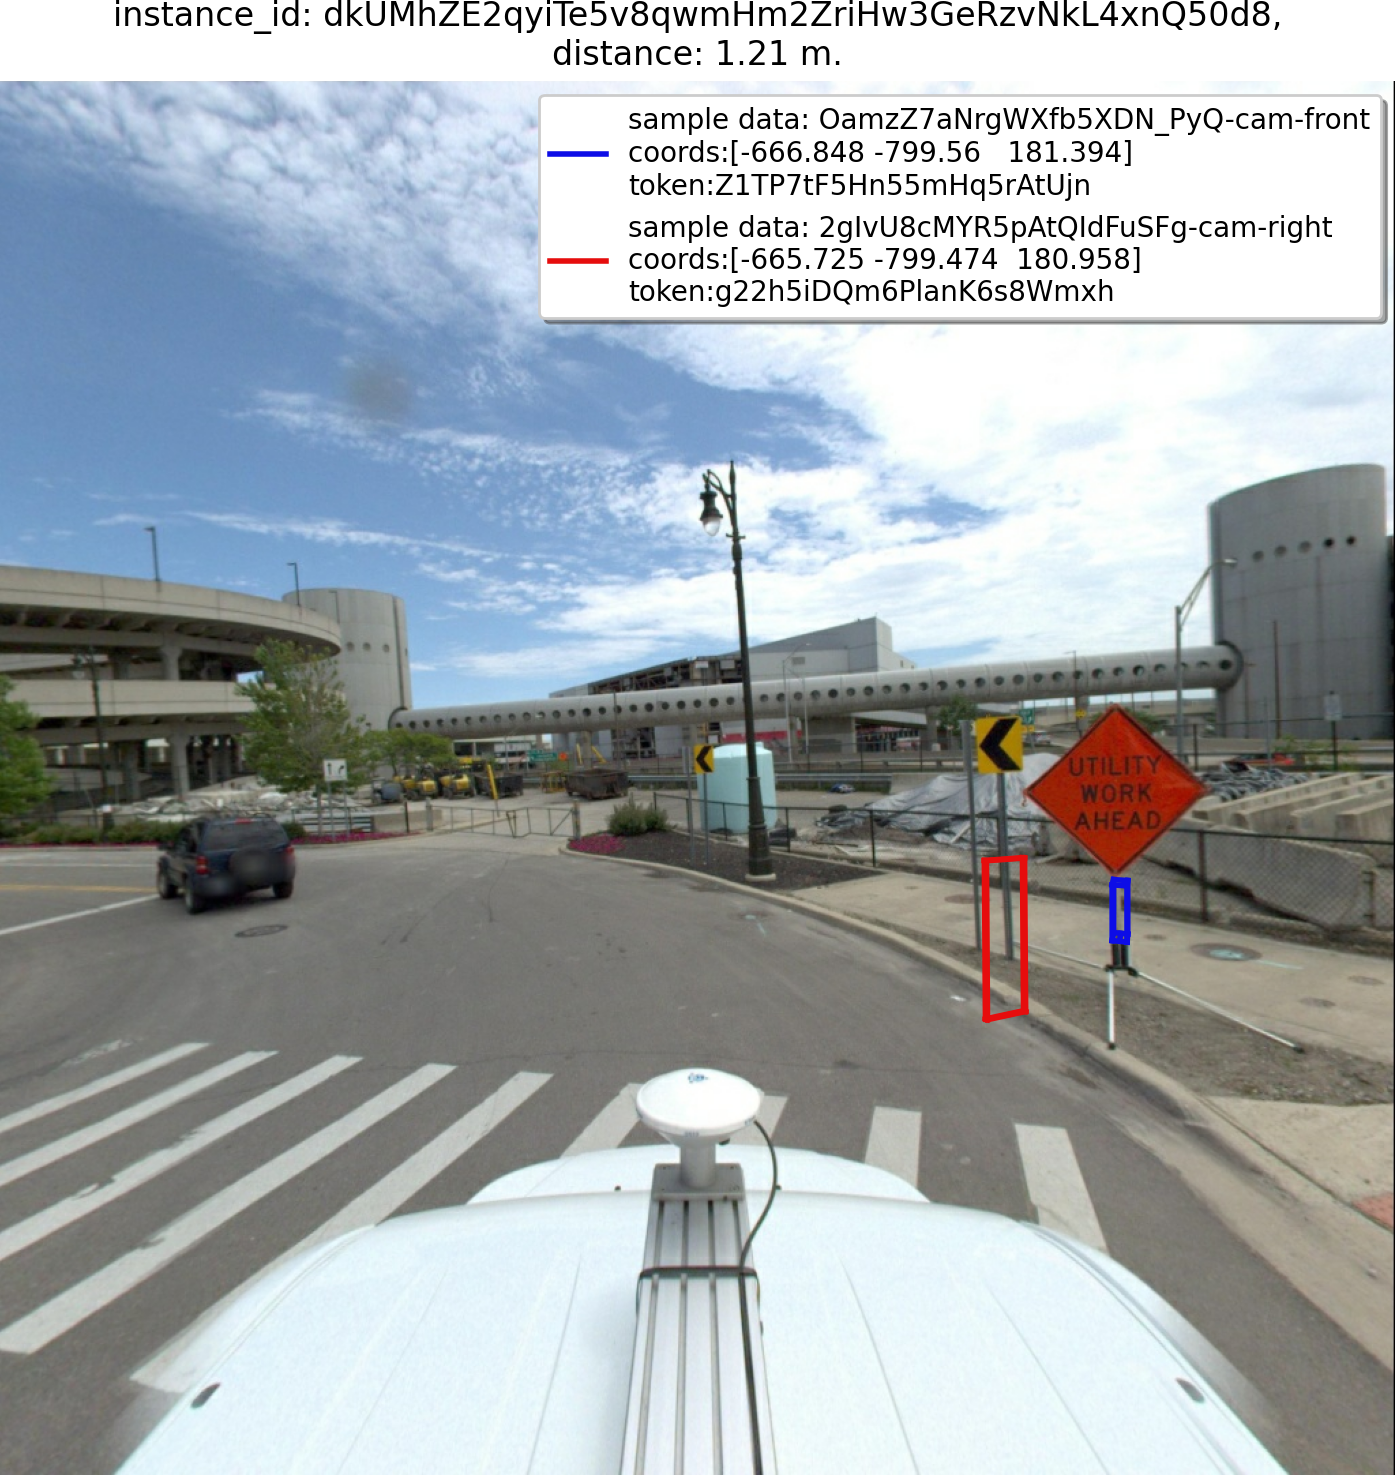 instance_id: dkUMhZE2qyiTe5v8qwmHm2ZriHw3GeRzvNkL4xnQ50d8,
distance: 1.21 m.
sample data: OamzZ7aNrgWXfb5XDN_PyQ-cam-front
coords:[-666.848 -799.56   181.394]
token:Z1TP7tF5Hn55mHq5rAtUjn
sample data: 2gIvU8cMYR5pAtQIdFuSFg-cam-right
coords:[-665.725 -799.474  180.958]
token:g22h5iDQm6PlanK6s8Wmxh
UTILITY
WORK
AHEAD